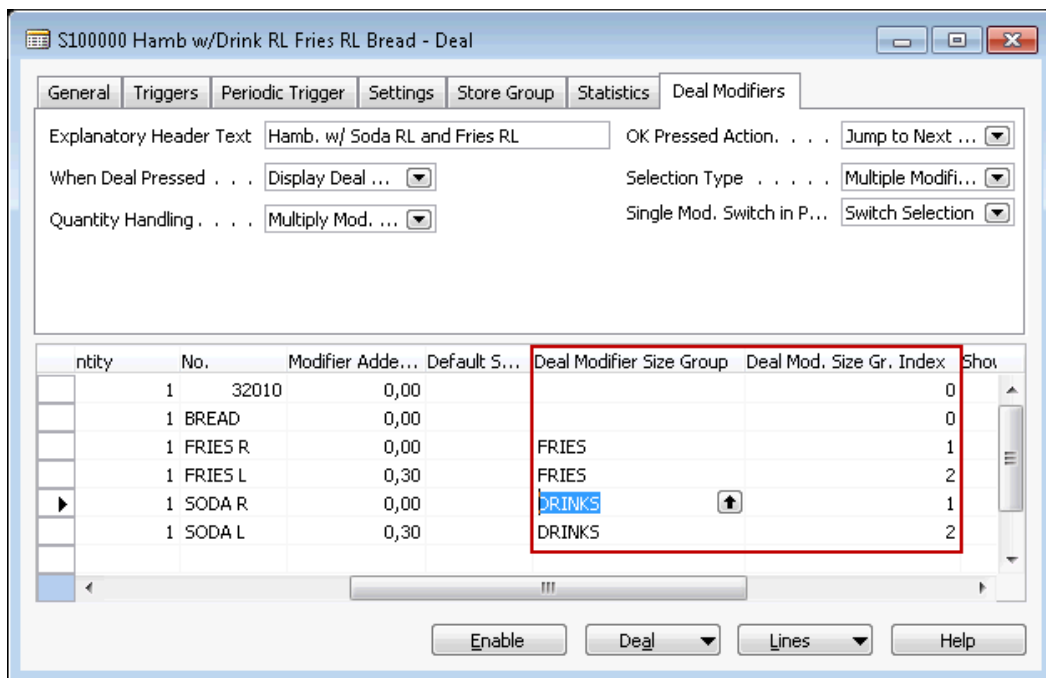 S100000 Hamb w/Drink RL Fries RL Bread - Deal
General Triggers Periodic Trigger Settings Store Group Statistics Deal Modifiers
Explanatory Header Text Hamb. w/ Soda RL and Fries RL OK Pressed Action. . . . Jump to Next ...
When Deal Pressed . . . Display Deal ... Selection Type . . . . . Multiple Modifi...
Quantity Handling. . . . Multiply Mod. ... Single Mod. Switch in P... Switch Selection
ntity No. Modifier Adde... Default S... Deal Modifier Size Group Deal Mod. Size Gr. Index Shov
1 32010 0,00 0
1 BREAD 0,00 0
1 FRIES R 0,00 FRIES 1
1 FRIES L 0,30 FRIES 2
1 SODA R 0,00 DRINKS 1
1 SODA L 0,30 DRINKS 2
Enable Deal Lines Help